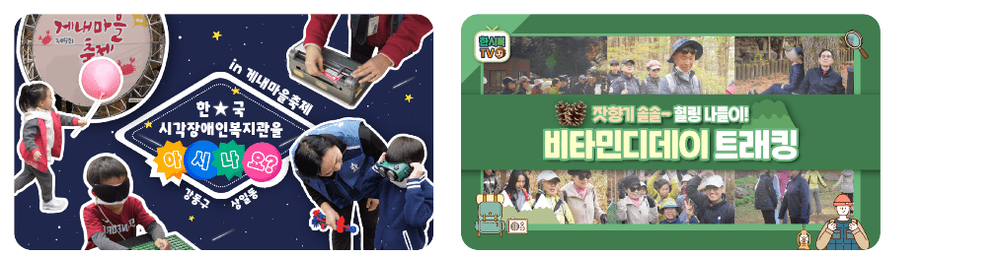 게내마을
축제
in 게내마을축제
한★국
시각장애인복지관을
아시나요?
강동구 상일동
한시복
TV
잣향기 솔솔~ 힐링 나들이!
비타민디데이 트래킹